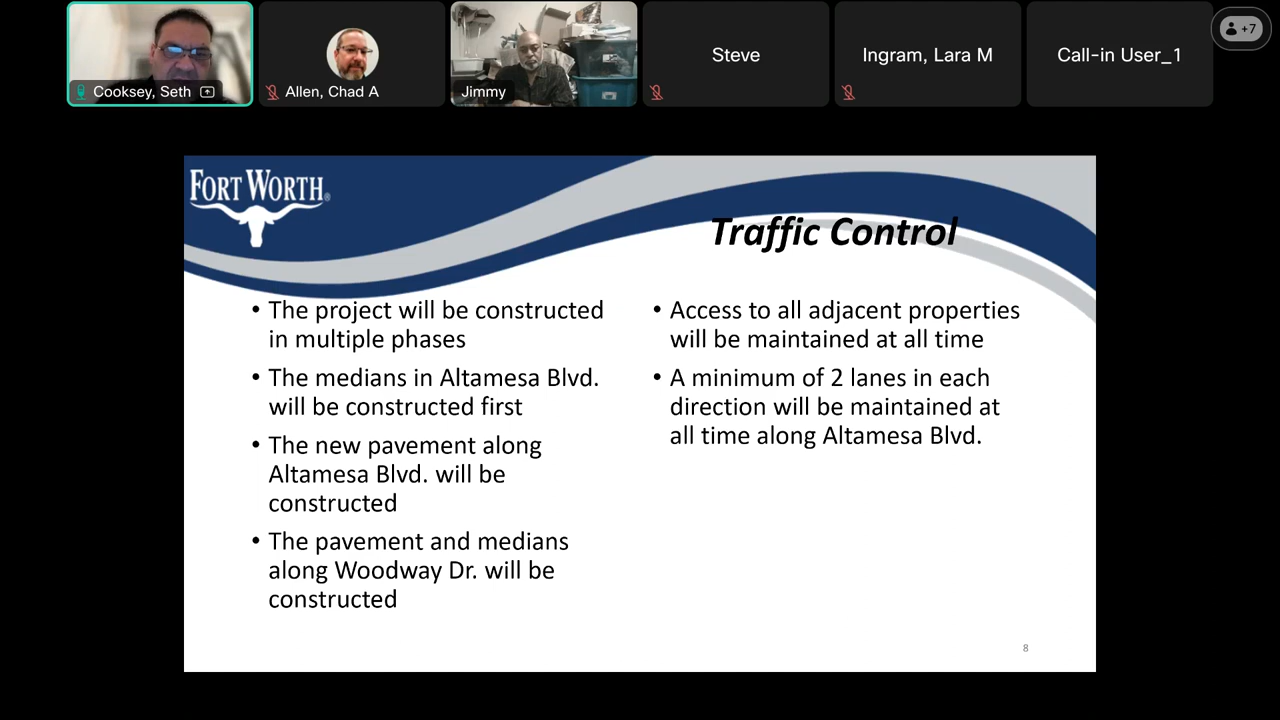 Cooksey, Seth
Allen, Chad A
Jimmy
Steve
Ingram, Lara M
Call-in User_1
+7
FORT WORTH®
Traffic Control
• The project will be constructed
in multiple phases
• The medians in Altamesa Blvd.
will be constructed first
• The new pavement along
Altamesa Blvd. will be
constructed
• The pavement and medians
along Woodway Dr. will be
constructed
• Access to all adjacent properties
will be maintained at all time
• A minimum of 2 lanes in each
direction will be maintained at
all time along Altamesa Blvd.
8